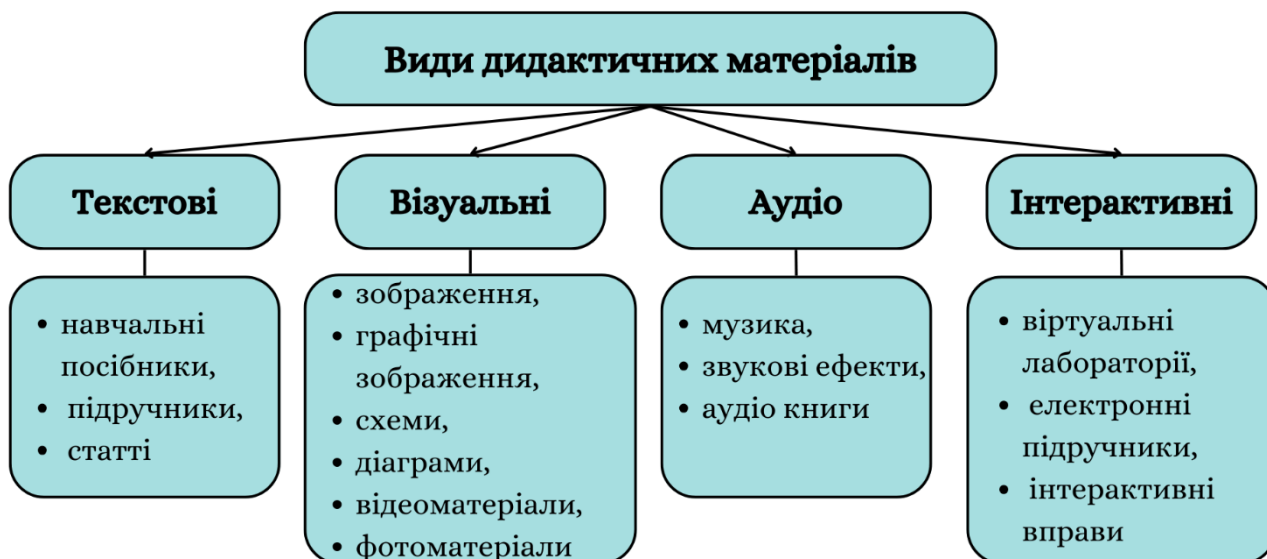 Види дидактичних матеріалів
Текстові
навчальні
посібники,
підручники,
статті
Візуальні
зображення,
графічні
зображення,
схеми,
діаграми,
відеоматеріали,
фотоматеріали
Аудіо
музика,
звукові ефекти,
аудіо книги
Інтерактивні
віртуальні
лабораторії,
електронні
підручники,
інтерактивні
вправи